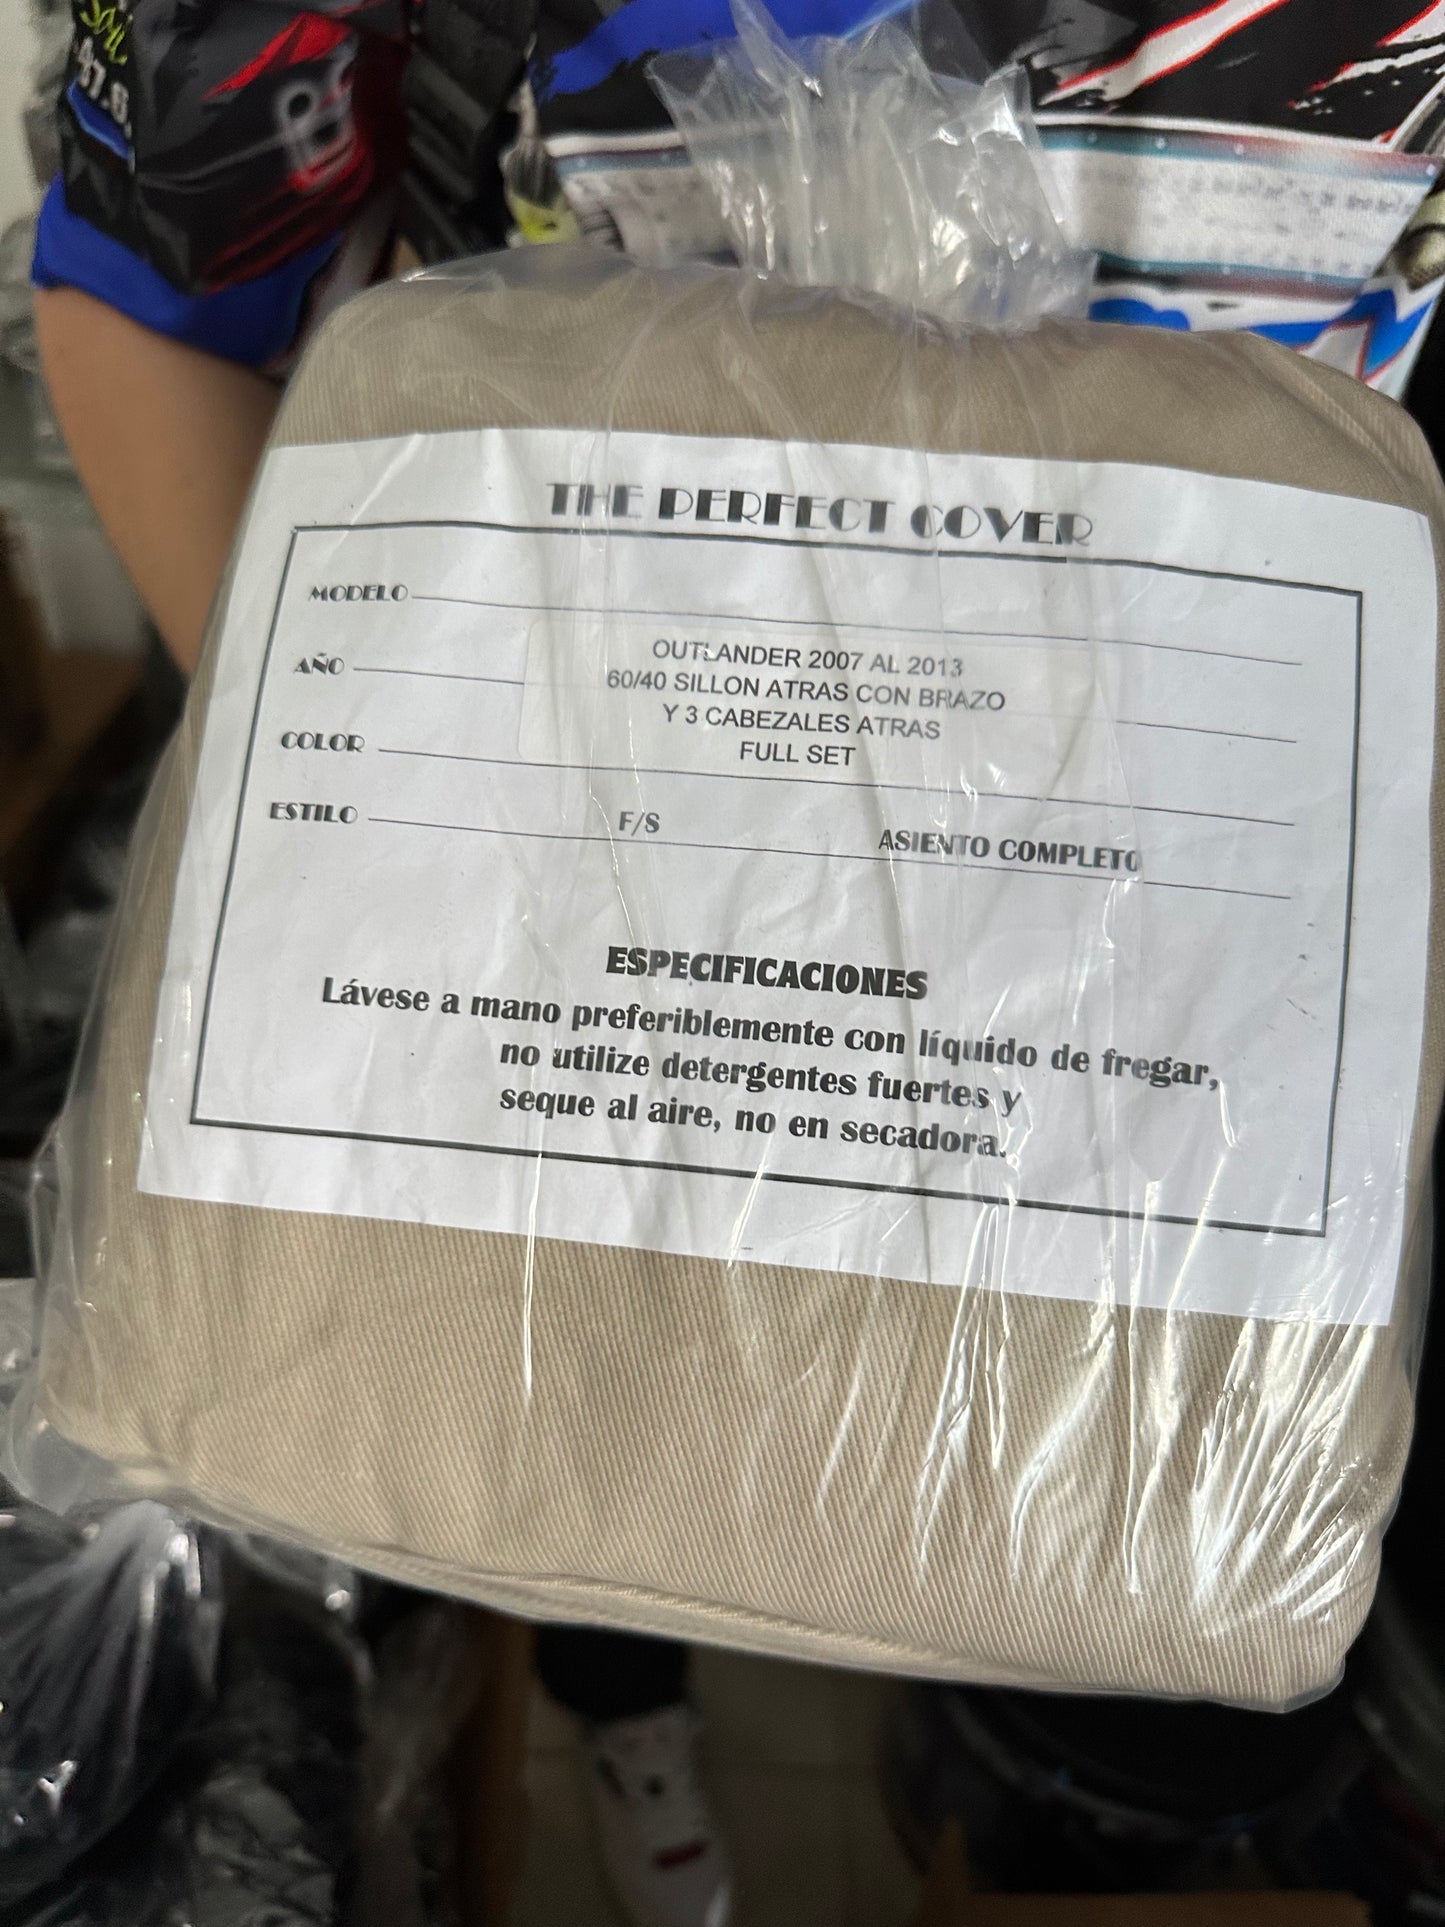 THE PERFECT COVER
MODELO
AÑO
OUTLANDER 2007 AL 2013
60/40 SILLON ATRAS CON BRAZO
Y 3 CABEZALES ATRAS
FULL SET
COLOR
ESTILO F/S ASIENTO COMPLETO
ESPECIFICACIONES
Lávese a mano preferiblemente con líquido de fregar,
no utilize detergentes fuertes y
seque al aire, no en secadora.